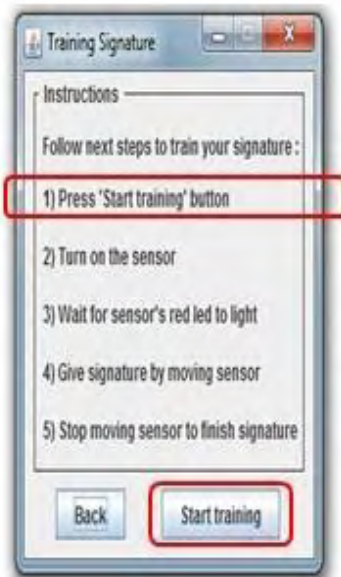 Training Signature
Instructions
Follow next steps to train your signature :
1) Press 'Start training' button
2) Turn on the sensor
3) Wait for sensor's red led to light
4) Give signature by moving sensor
5) Stop moving sensor to finish signature
Back
Start training